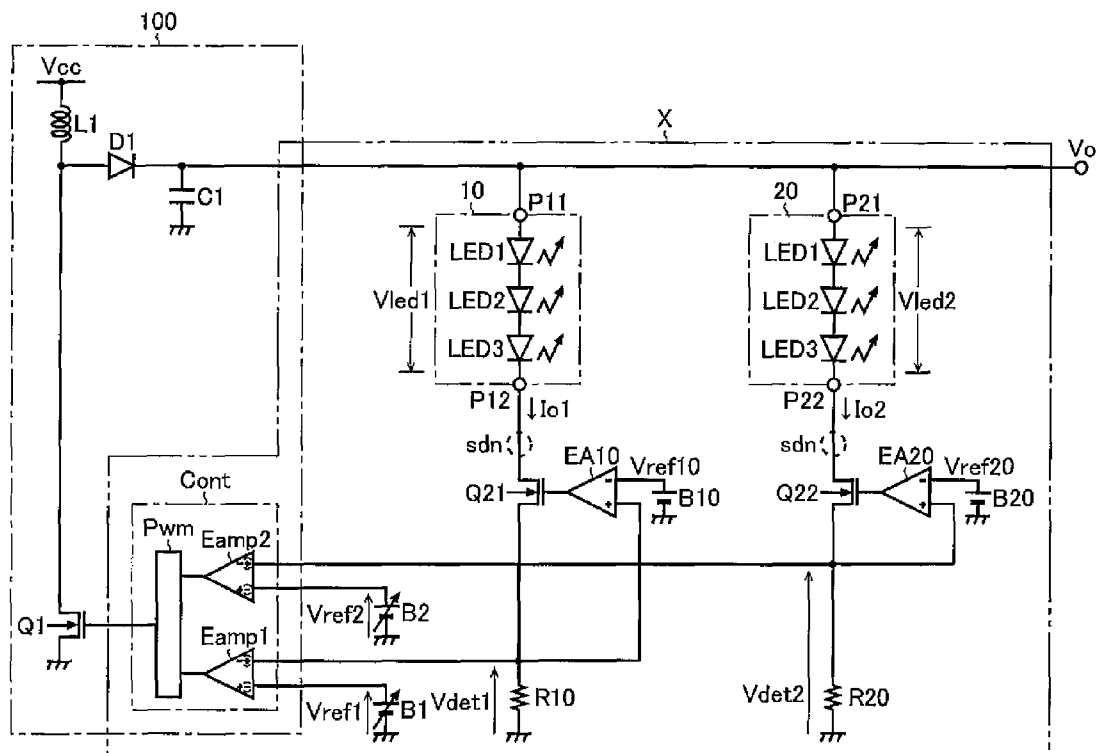 100
Vcc
L1
D1
C1
X
Vo
10
P11
LED1
LED2
LED3
Vled1
P12
Io1
sdn
20
P21
LED1
LED2
LED3
Vled2
P22
Io2
sdn
EA10
Vref10
Q21
B10
EA20
Vref20
Q22
B20
Cont
Pwm
Eamp2
Vref2
B2
Q1
Eamp1
Vref1
B1
Vdet1
R10
Vdet2
R20